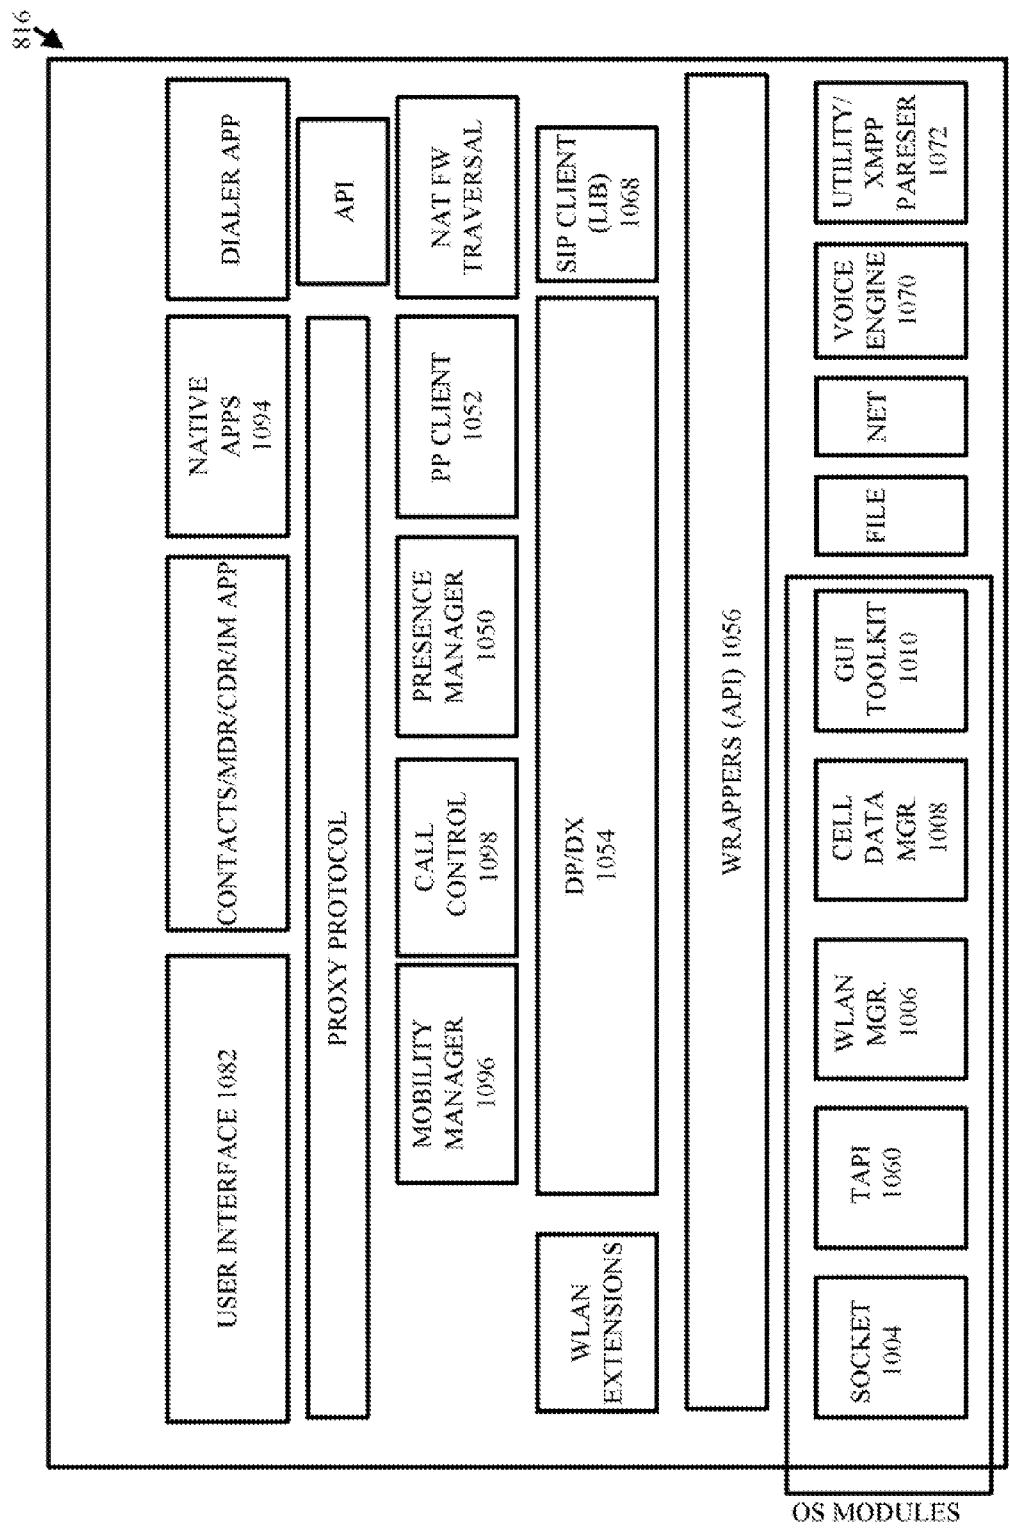 816
USER INTERFACE 1082
CONTACTS/MDR/CDR/IM APP
NATIVE
APPS
1094
DIALER APP
PROXY PROTOCOL
API
MOBILITY
MANAGER
1096
CALL
CONTROL
1098
PRESENCE
MANAGER
1050
PP CLIENT
1052
NAT FW
TRAVERSAL
WLAN
EXTENSIONS
DP/DX
1054
SIP CLIENT
(LIB)
1068
WRAPPERS (API) 1056
SOCKET
1004
TAPI
1060
WLAN
MGR.
1006
CELL
DATA
MGR.
1008
GUI
TOOLKIT
1010
FILE
NET
VOICE
ENGINE
1070
UTILITY/
XMPP
PARESER
1072
OS MODULES